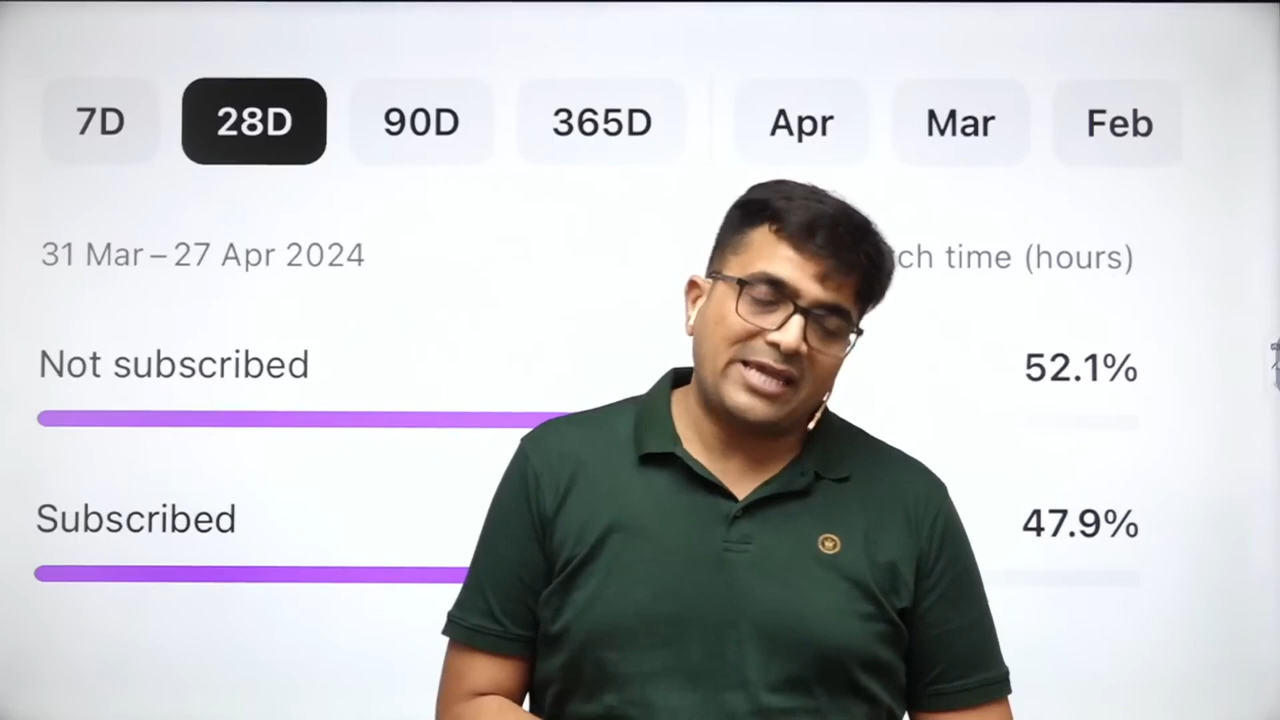 7D 28D 90D 365D Apr Mar Feb
31 Mar – 27 Apr 2024 ch time (hours)
Not subscribed 52.1%
Subscribed 47.9%